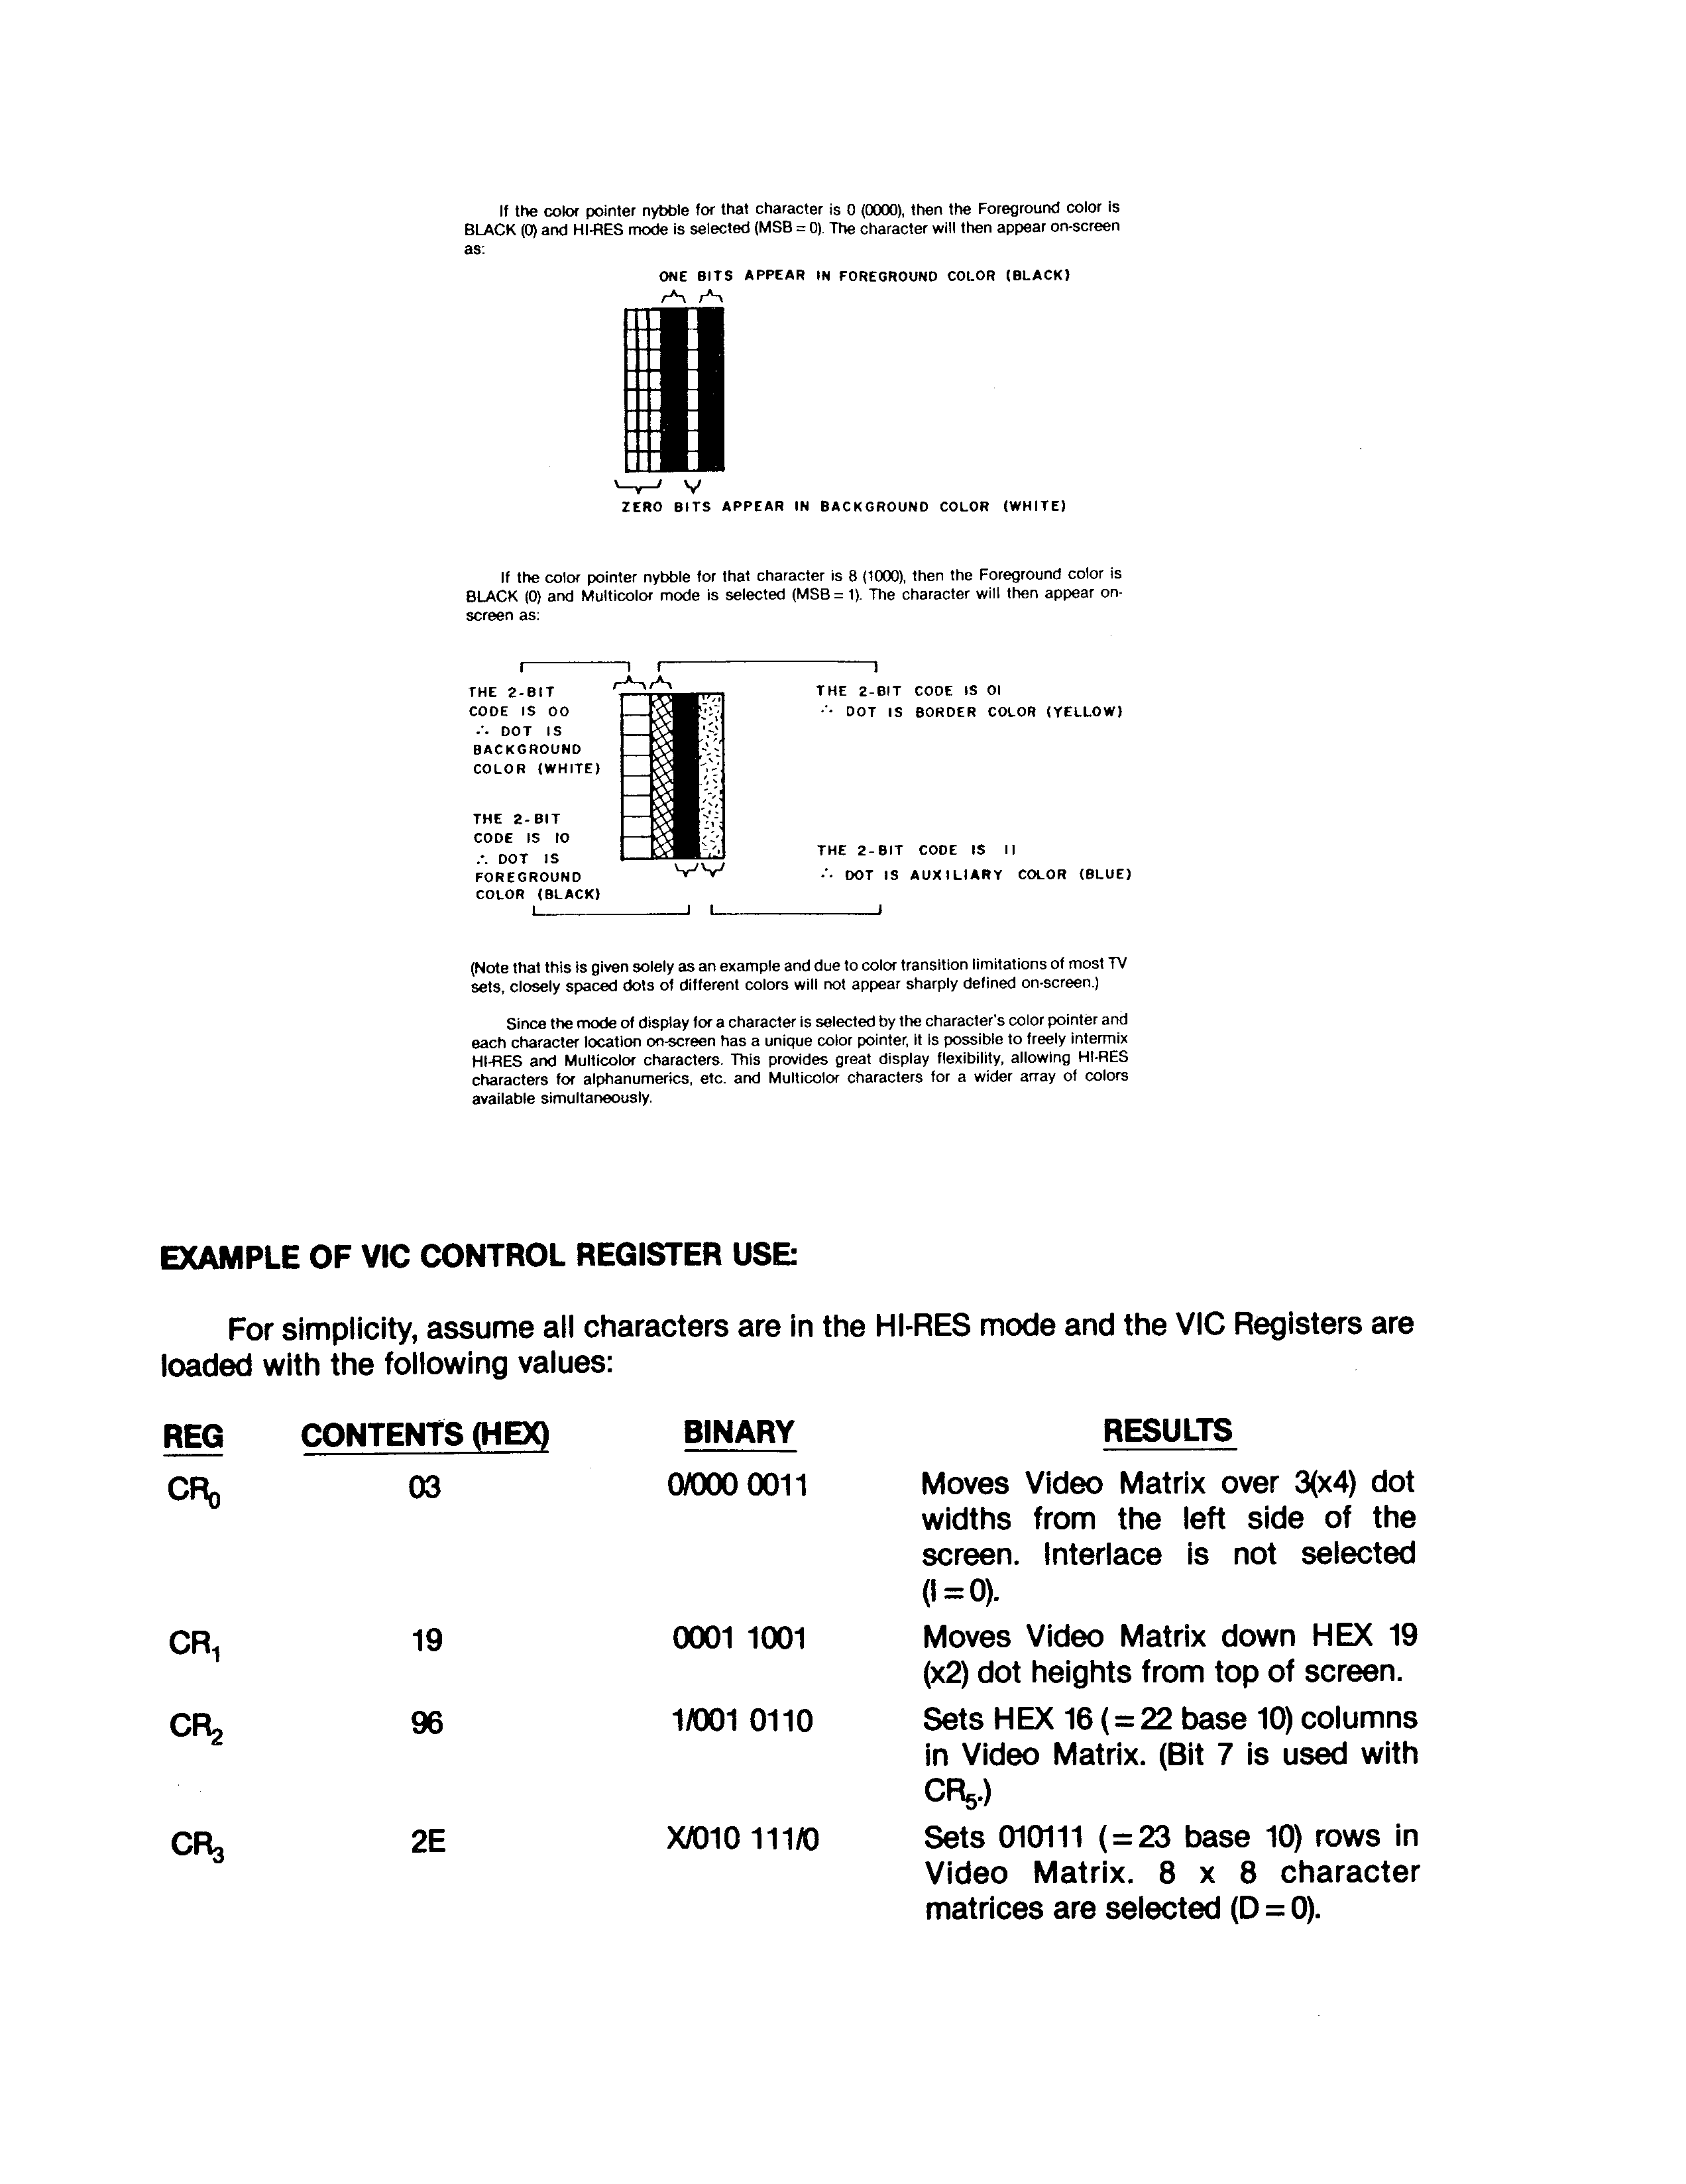 If the color pointer nybble for that character is 0 (0000), then the Foreground color is
BLACK (0) and HI-RES mode is selected (MSB = 0). The character will then appear on-screen
as:
ONE BITS APPEAR IN FOREGROUND COLOR (BLACK)
ZERO BITS APPEAR IN BACKGROUND COLOR (WHITE)
If the color pointer nybble for that character is 8 (1000), then the Foreground color is
BLACK (0) and Multicolor mode is selected (MSB = 1). The character will then appear on-
screen as:
THE 2-BIT
CODE IS 00
∴ DOT IS
BACKGROUND
COLOR (WHITE)
THE 2-BIT CODE IS 01
∴ DOT IS BORDER COLOR (YELLOW)
THE 2-BIT
CODE IS 10
∴ DOT IS
FOREGROUND
COLOR (BLACK)
THE 2-BIT CODE IS 11
∴ DOT IS AUXILIARY COLOR (BLUE)
(Note that this is given solely as an example and due to color transition limitations of most TV
sets, closely spaced dots of different colors will not appear sharply defined on-screen.)
Since the mode of display for a character is selected by the character's color pointer and
each character location on-screen has a unique color pointer, it is possible to freely intermix
HI-RES and Multicolor characters. This provides great display flexibility, allowing HI-RES
characters for alphanumerics, etc. and Multicolor characters for a wider array of colors
available simultaneously.
EXAMPLE OF VIC CONTROL REGISTER USE:
For simplicity, assume all characters are in the HI-RES mode and the VIC Registers are
loaded with the following values:
REG CONTENTS (HEX) BINARY RESULTS
CR0 03 0/000 0011 Moves Video Matrix over 3(x4) dot
widths from the left side of the
screen. Interlace is not selected
(I = 0).
CR1 19 0001 1001 Moves Video Matrix down HEX 19
(x2) dot heights from top of screen.
CR2 96 1/001 0110 Sets HEX 16 (= 22 base 10) columns
in Video Matrix. (Bit 7 is used with
CR5.)
CR3 2E X/010 111/0 Sets 010111 (= 23 base 10) rows in
Video Matrix. 8 x 8 character
matrices are selected (D = 0).